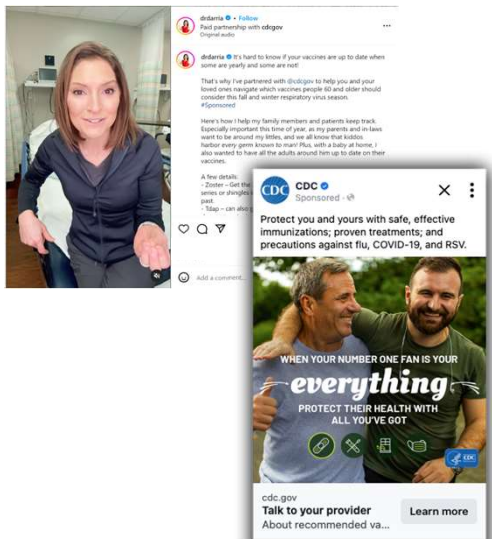 drdarria • Follow
Paid partnership with cdcgov
Original audio
drdarria It's hard to know if your vaccines are up to date when
some are yearly and some are not!
That's why I've partnered with @cdcgov to help you and your
loved ones navigate which vaccines people 60 and older should
consider this fall and winter respiratory virus season.
#Sponsored
Here's how I help my family members and patients keep track.
Especially important this time of year, as my parents and in-laws
want to be around my littles, and we all know that kiddos
harbor every germ known to man! Plus, with a baby at home, I
also wanted to have all the adults around him up to date on their
vaccines.
A few details:
- Zoster – Get the
series or shingles
past.
- Tdap – can also
Add a comment...
CDC
CDC
Sponsored ·
Protect you and yours with safe, effective
immunizations; proven treatments; and
precautions against flu, COVID-19, and RSV.
WHEN YOUR NUMBER ONE FAN IS YOUR
everything
PROTECT THEIR HEALTH WITH
ALL YOU'VE GOT
CDC
cdc.gov
Talk to your provider
About recommended va...
Learn more